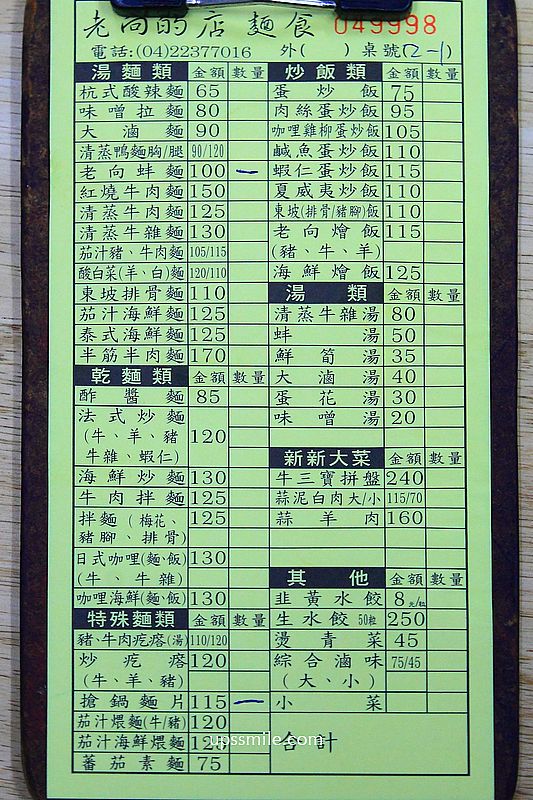 老向的店 麵食 049998
電話:(04)22377016 外( ) 桌號(2-1)
湯麵類 金額 數量
杭式酸辣麵 65
味噌拉麵 80
大滷麵 90
清蒸鴨麵胸/腿 90/120
老向蚌麵 100 一
紅燒牛肉麵 150
清蒸牛肉麵 125
清蒸牛雜麵 130
茄汁豬、牛肉麵 105/115
酸白菜(羊、白)麵 120/110
東坡排骨麵 110
茄汁海鮮麵 125
泰式海鮮麵 125
半筋半肉麵 170
乾麵類 金額 數量
酢醬麵 85
法式炒麵
(牛、羊、豬 120
牛雜、蝦仁)
海鮮炒麵 130
牛肉拌麵 125
拌麵(梅花、 125
豬腳、排骨)
日式咖哩(麵、飯) 130
(牛、牛雜)
咖哩海鮮(麵、飯) 130
特殊麵類 金額 數量
豬、牛肉疙瘩(湯) 110/120
炒疙瘩 120
(牛、羊、豬)
搶鍋麵片 115 一
茄汁煨麵(牛/豬) 120
茄汁海鮮煨麵
蕃茄素麵 75
炒飯類 金額 數量
蛋炒飯 75
肉絲蛋炒飯 95
咖哩雞柳蛋炒飯 105
鹹魚蛋炒飯 110
蝦仁蛋炒飯 115
夏威夷炒飯 110
東坡(排骨/豬腳)飯 110
老向燴飯 115
(豬、牛、羊)
海鮮燴飯 125
湯類 金額 數量
清蒸牛雜湯 80
蚌湯 50
鮮筍湯 35
大滷湯 40
蛋花湯 30
味噌湯 20
新新大菜 金額 數量
牛三寶拼盤 240
蒜泥白肉大/小 115/70
蒜羊肉 160
其他 金額 數量
韭黃水餃 8元/粒
生水餃 50粒 250
燙青菜 45
綜合滷味 75/45
(大、小)
小菜
合計
upssmile.com